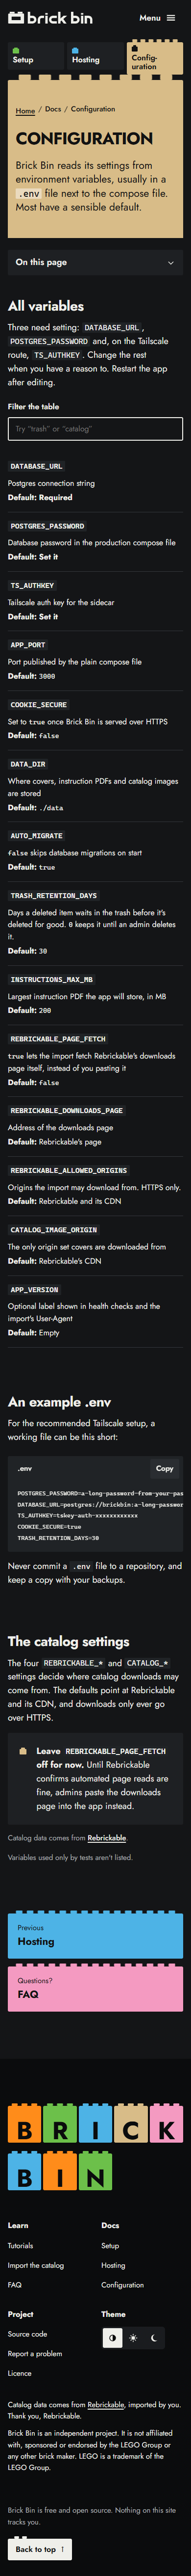 brick bin
Menu
Setup
Hosting
Config-
uration
Home / Docs / Configuration
CONFIGURATION
Brick Bin reads its settings from
environment variables, usually in a
.env file next to the compose file.
Most have a sensible default.
On this page
All variables
Three need setting: DATABASE_URL,
POSTGRES_PASSWORD and, on the Tailscale
route, TS_AUTHKEY. Change the rest
when you have a reason to. Restart the app
after editing.
Filter the table
Try "trash" or "catalog"
DATABASE_URL
Postgres connection string
Default: Required
POSTGRES_PASSWORD
Database password in the production compose file
Default: Set it
TS_AUTHKEY
Tailscale auth key for the sidecar
Default: Set it
APP_PORT
Port published by the plain compose file
Default: 3000
COOKIE_SECURE
Set to true once Brick Bin is served over HTTPS
Default: false
DATA_DIR
Where covers, instruction PDFs and catalog images
are stored
Default: ./data
AUTO_MIGRATE
false skips database migrations on start
Default: true
TRASH_RETENTION_DAYS
Days a deleted item waits in the trash before it's
deleted for good. 0 keeps it until an admin deletes
it.
Default: 30
INSTRUCTIONS_MAX_MB
Largest instruction PDF the app will store, in MB
Default: 200
REBRICKABLE_PAGE_FETCH
true lets the import fetch Rebrickable's downloads
page itself, instead of you pasting it
Default: false
REBRICKABLE_DOWNLOADS_PAGE
Address of the downloads page
Default: Rebrickable's page
REBRICKABLE_ALLOWED_ORIGINS
Origins the import may download from. HTTPS only.
Default: Rebrickable and its CDN
CATALOG_IMAGE_ORIGIN
The only origin set covers are downloaded from
Default: Rebrickable's CDN
APP_VERSION
Optional label shown in health checks and the
import's User-Agent
Default: Empty
An example .env
For the recommended Tailscale setup, a
working file can be this short:
.env
Copy
POSTGRES_PASSWORD=a-long-password-from-your-pas
DATABASE_URL=postgres://brickbin:a-long-passwor
TS_AUTHKEY=tskey-auth-xxxxxxxxxxxx
COOKIE_SECURE=true
TRASH_RETENTION_DAYS=30
Never commit a .env file to a repository, and
keep a copy with your backups.
The catalog settings
The four REBRICKABLE_* and CATALOG_*
settings decide where catalog downloads may
come from. The defaults point at Rebrickable
and its CDN, and downloads only ever go
over HTTPS.
Leave REBRICKABLE_PAGE_FETCH
off for now. Until Rebrickable
confirms automated page reads are
fine, admins paste the downloads
page into the app instead.
Catalog data comes from Rebrickable.
Variables used only by tests aren't listed.
Previous
Hosting
Questions?
FAQ
BRICK
BIN
Learn
Tutorials
Import the catalog
FAQ
Docs
Setup
Hosting
Configuration
Project
Source code
Report a problem
Licence
Theme
Catalog data comes from Rebrickable, imported by you.
Thank you, Rebrickable.
Brick Bin is an independent project. It is not affiliated
with, sponsored or endorsed by the LEGO Group or
any other brick maker. LEGO is a trademark of the
LEGO Group.
Brick Bin is free and open source. Nothing on this site
tracks you.
Back to top ↑